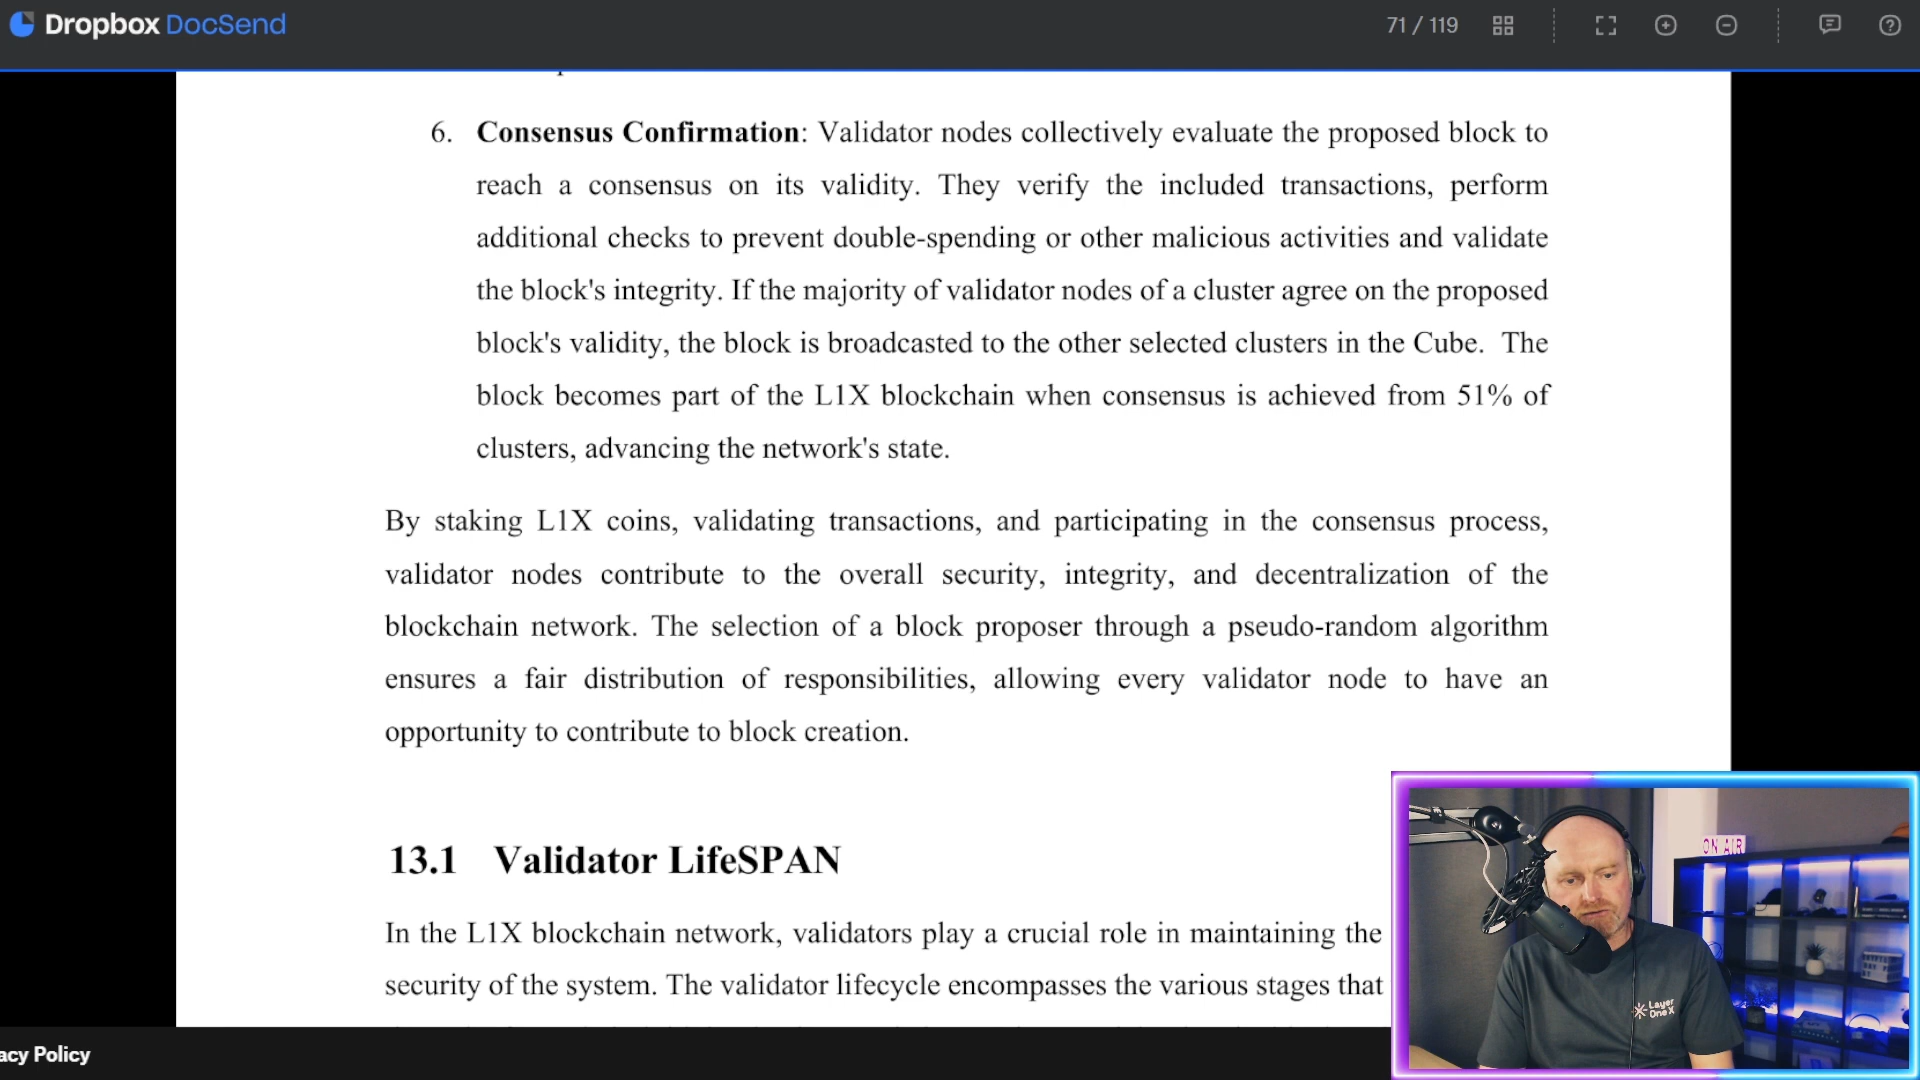 Dropbox DocSend
71 / 119
6. Consensus Confirmation: Validator nodes collectively evaluate the proposed block to
reach a consensus on its validity. They verify the included transactions, perform
additional checks to prevent double-spending or other malicious activities and validate
the block's integrity. If the majority of validator nodes of a cluster agree on the proposed
block's validity, the block is broadcasted to the other selected clusters in the Cube. The
block becomes part of the L1X blockchain when consensus is achieved from 51% of
clusters, advancing the network's state.
By staking L1X coins, validating transactions, and participating in the consensus process,
validator nodes contribute to the overall security, integrity, and decentralization of the
blockchain network. The selection of a block proposer through a pseudo-random algorithm
ensures a fair distribution of responsibilities, allowing every validator node to have an
opportunity to contribute to block creation.
13.1 Validator LifeSPAN
In the L1X blockchain network, validators play a crucial role in maintaining the
security of the system. The validator lifecycle encompasses the various stages that
ON AIR
Layer
One X
acy Policy